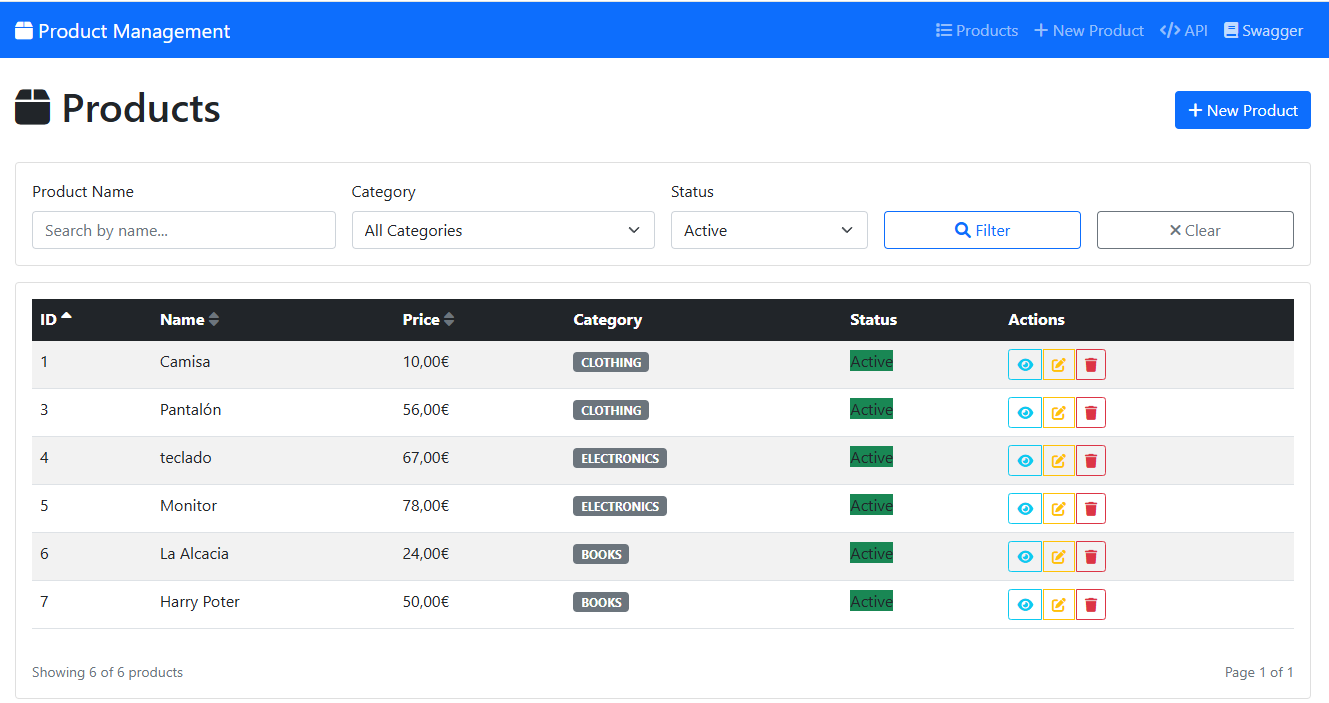 Product Management Products New Product API Swagger
Products New Product
Product Name Category Status
Search by name... All Categories Active Filter Clear
ID Name Price Category Status Actions
1 Camisa 10,00€ CLOTHING Active
3 Pantalón 56,00€ CLOTHING Active
4 teclado 67,00€ ELECTRONICS Active
5 Monitor 78,00€ ELECTRONICS Active
6 La Alcacia 24,00€ BOOKS Active
7 Harry Poter 50,00€ BOOKS Active
Showing 6 of 6 products Page 1 of 1